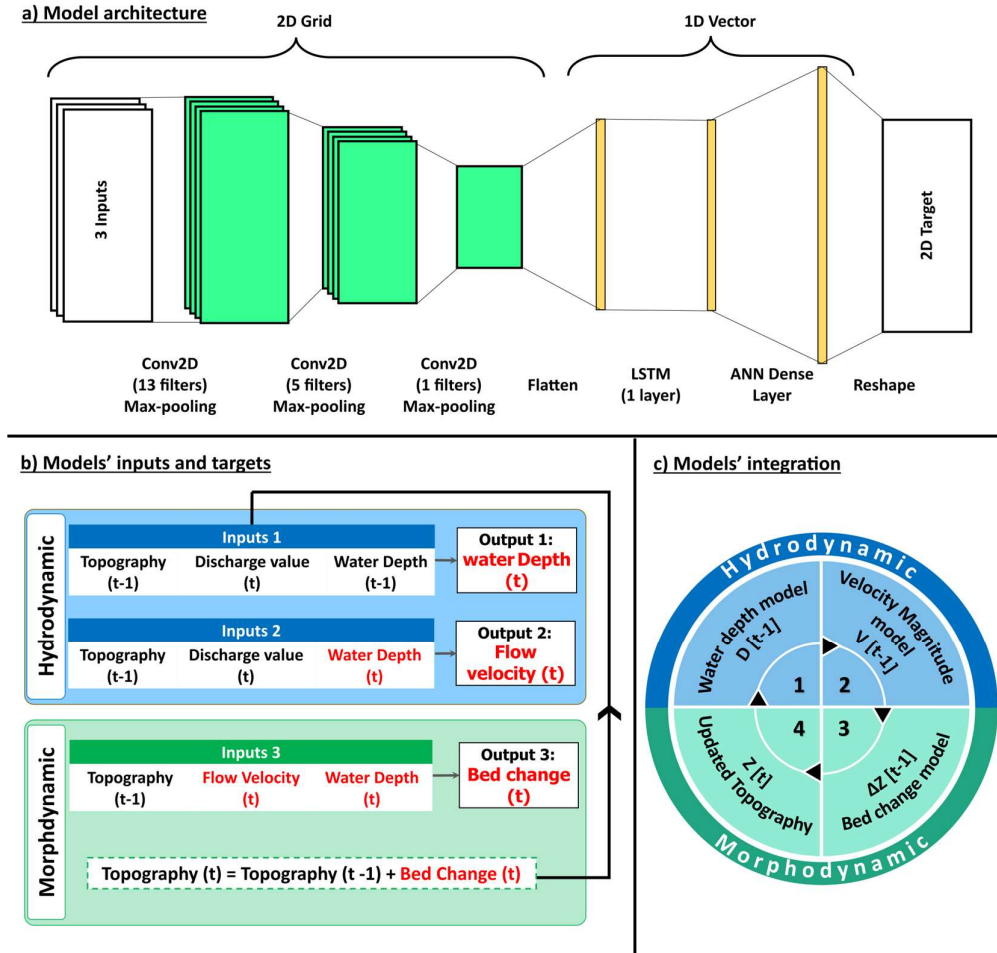 a) Model architecture
2D Grid
1D Vector
3 Inputs
2D Target
Conv2D
(13 filters)
Max-pooling
Conv2D
(5 filters)
Max-pooling
Conv2D
(1 filters)
Max-pooling
Flatten
LSTM
(1 layer)
ANN Dense
Layer
Reshape
b) Models' inputs and targets
Hydrodynamic
Inputs 1
Topography
(t-1)
Discharge value
(t)
Water Depth
(t-1)
Output 1:
water Depth
(t)
Inputs 2
Topography
(t-1)
Discharge value
(t)
Water Depth
(t)
Output 2:
Flow
velocity (t)
Morphdynamic
Inputs 3
Topography
(t-1)
Flow Velocity
(t)
Water Depth
(t)
Output 3:
Bed change
(t)
Topography (t) = Topography (t -1) + Bed Change (t)
c) Models' integration
Hydrodynamic
Water depth model
D [t-1]
1
Velocity Magnitude
model
V [t-1]
2
4
Z [t]
Updated Topography
3
ΔZ [t-1]
Bed change model
Morphodynamic